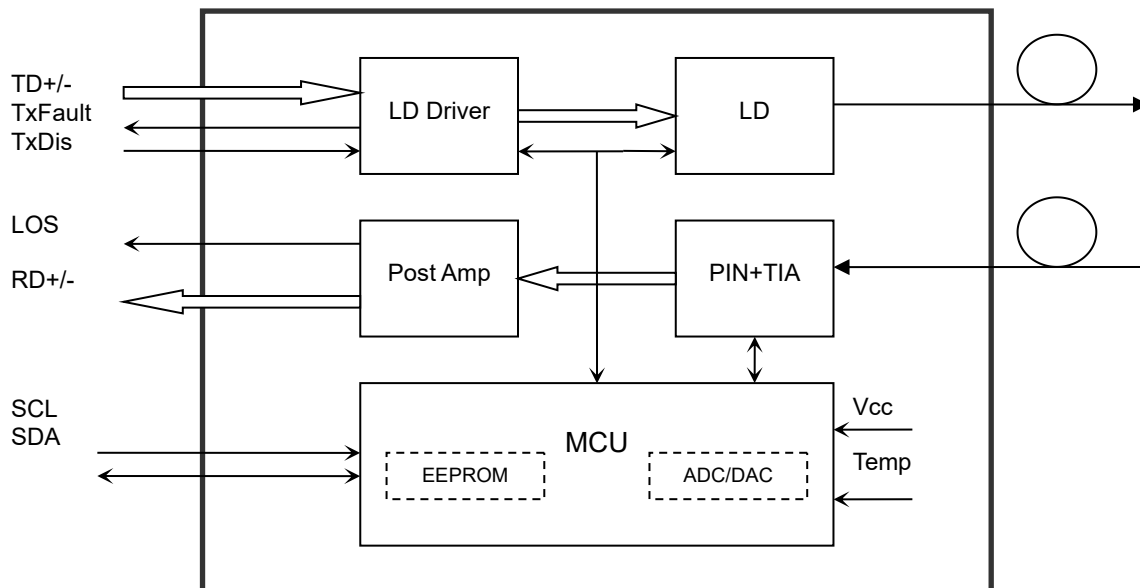 TD+/-
TxFault
TxDis
LD Driver
LD
LOS
RD+/-
Post Amp
PIN+TIA
SCL
SDA
MCU
EEPROM
ADC/DAC
Vcc
Temp